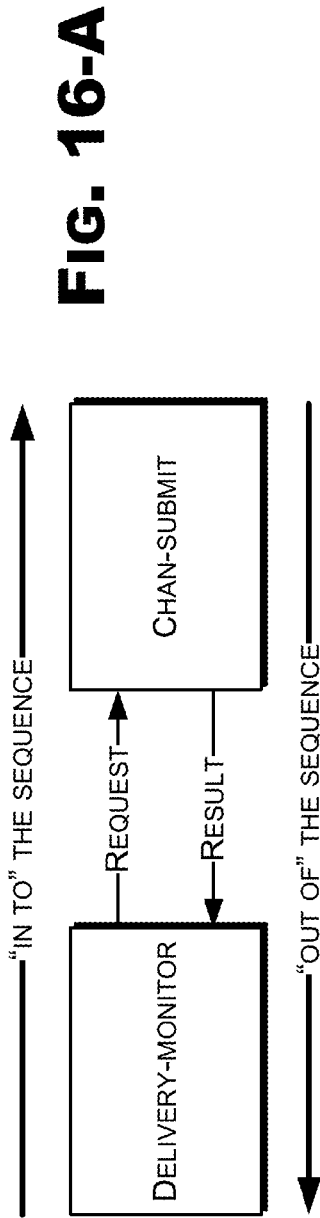 FIG. 16-A
"IN TO" THE SEQUENCE
DELIVERY-MONITOR
REQUEST
RESULT
CHAN-SUBMIT
"OUT OF" THE SEQUENCE